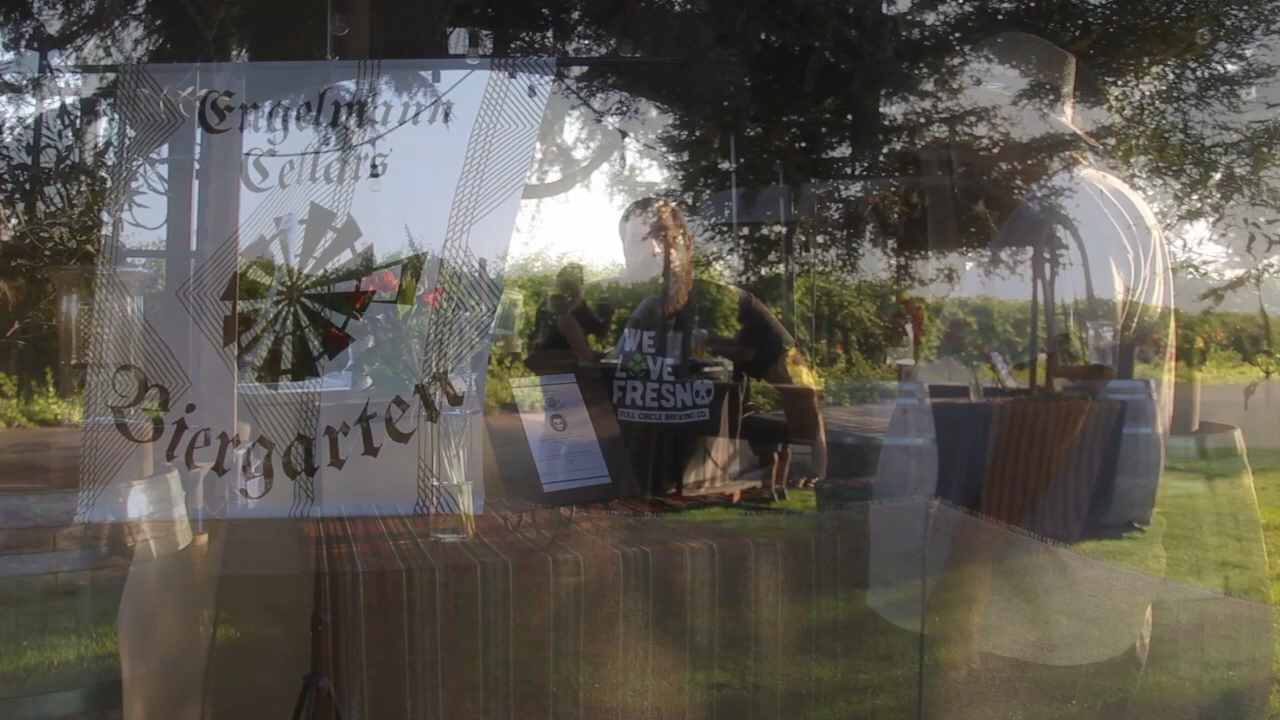 Engelmann
Cellars
Biergarten
WE
LOVE
FRESNO
FULL CIRCLE BREWING CO.